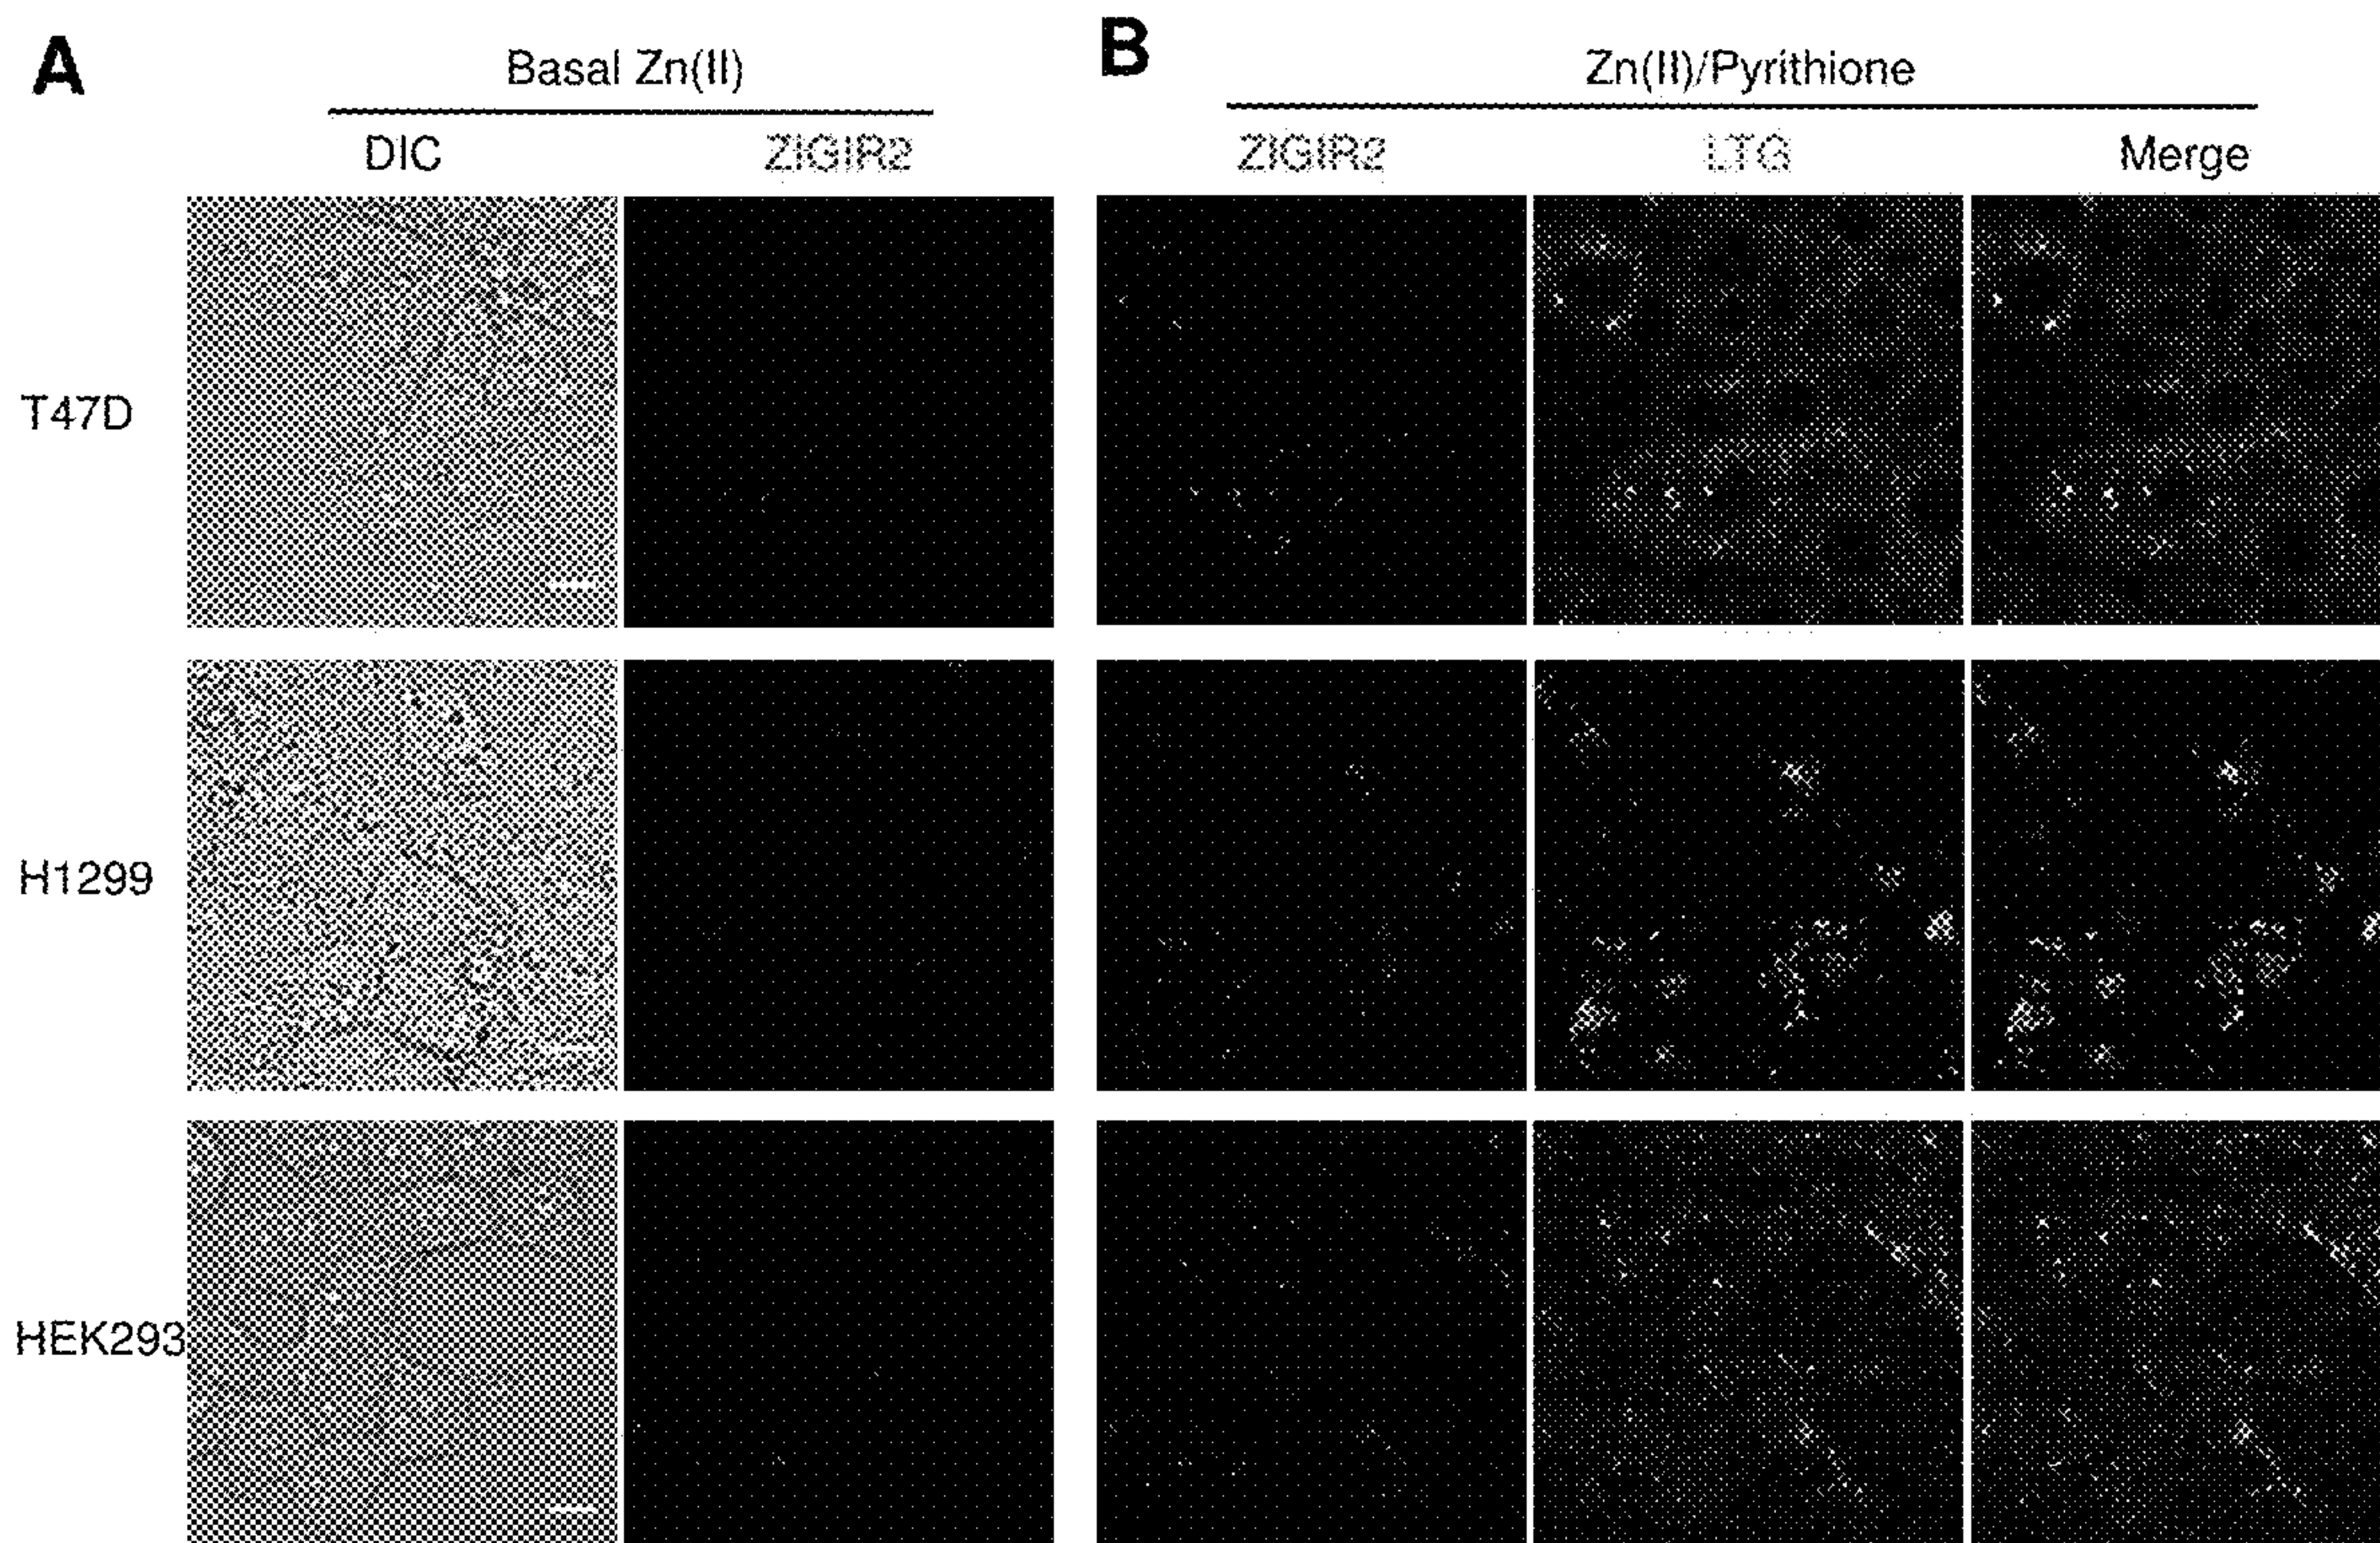 A
B
Basal Zn(II)
Zn(II)/Pyrithione
DIC
ZIGIR2
ZIGIR2
LTG
Merge
T47D
H1299
HEK293